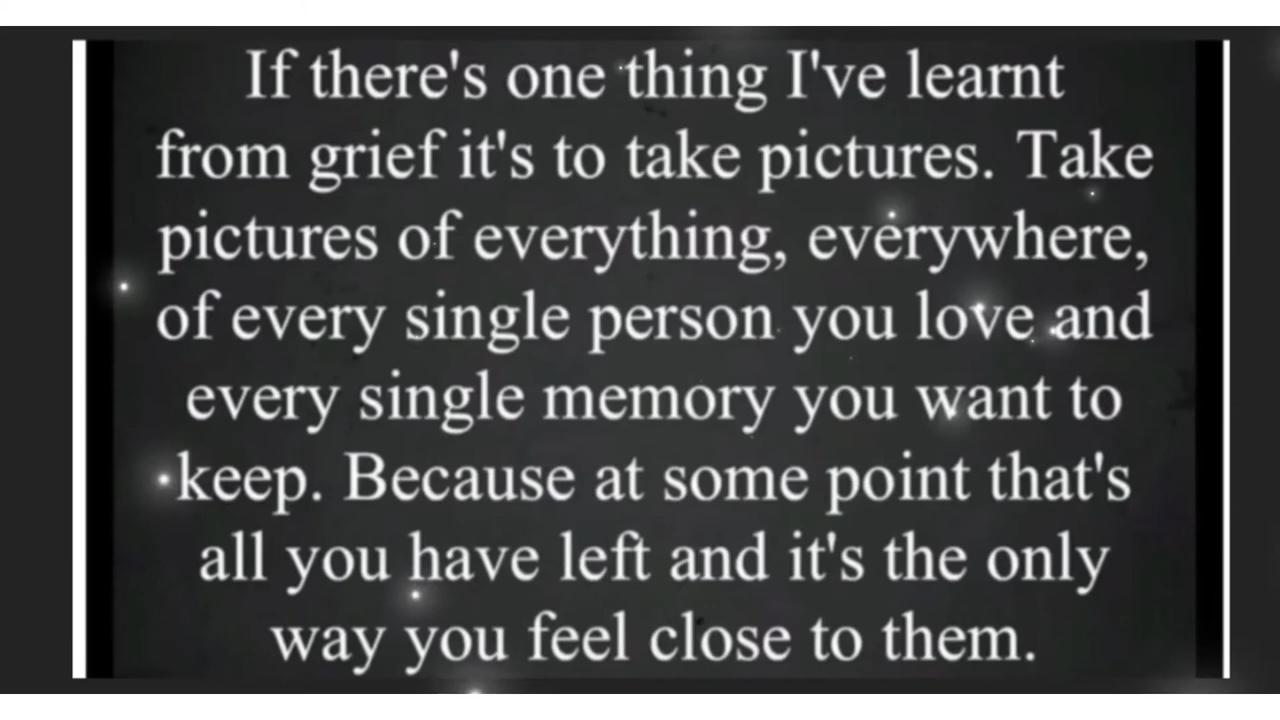 If there's one thing I've learnt
from grief it's to take pictures. Take
pictures of everything, everywhere,
of every single person you love and
every single memory you want to
keep. Because at some point that's
all you have left and it's the only
way you feel close to them.